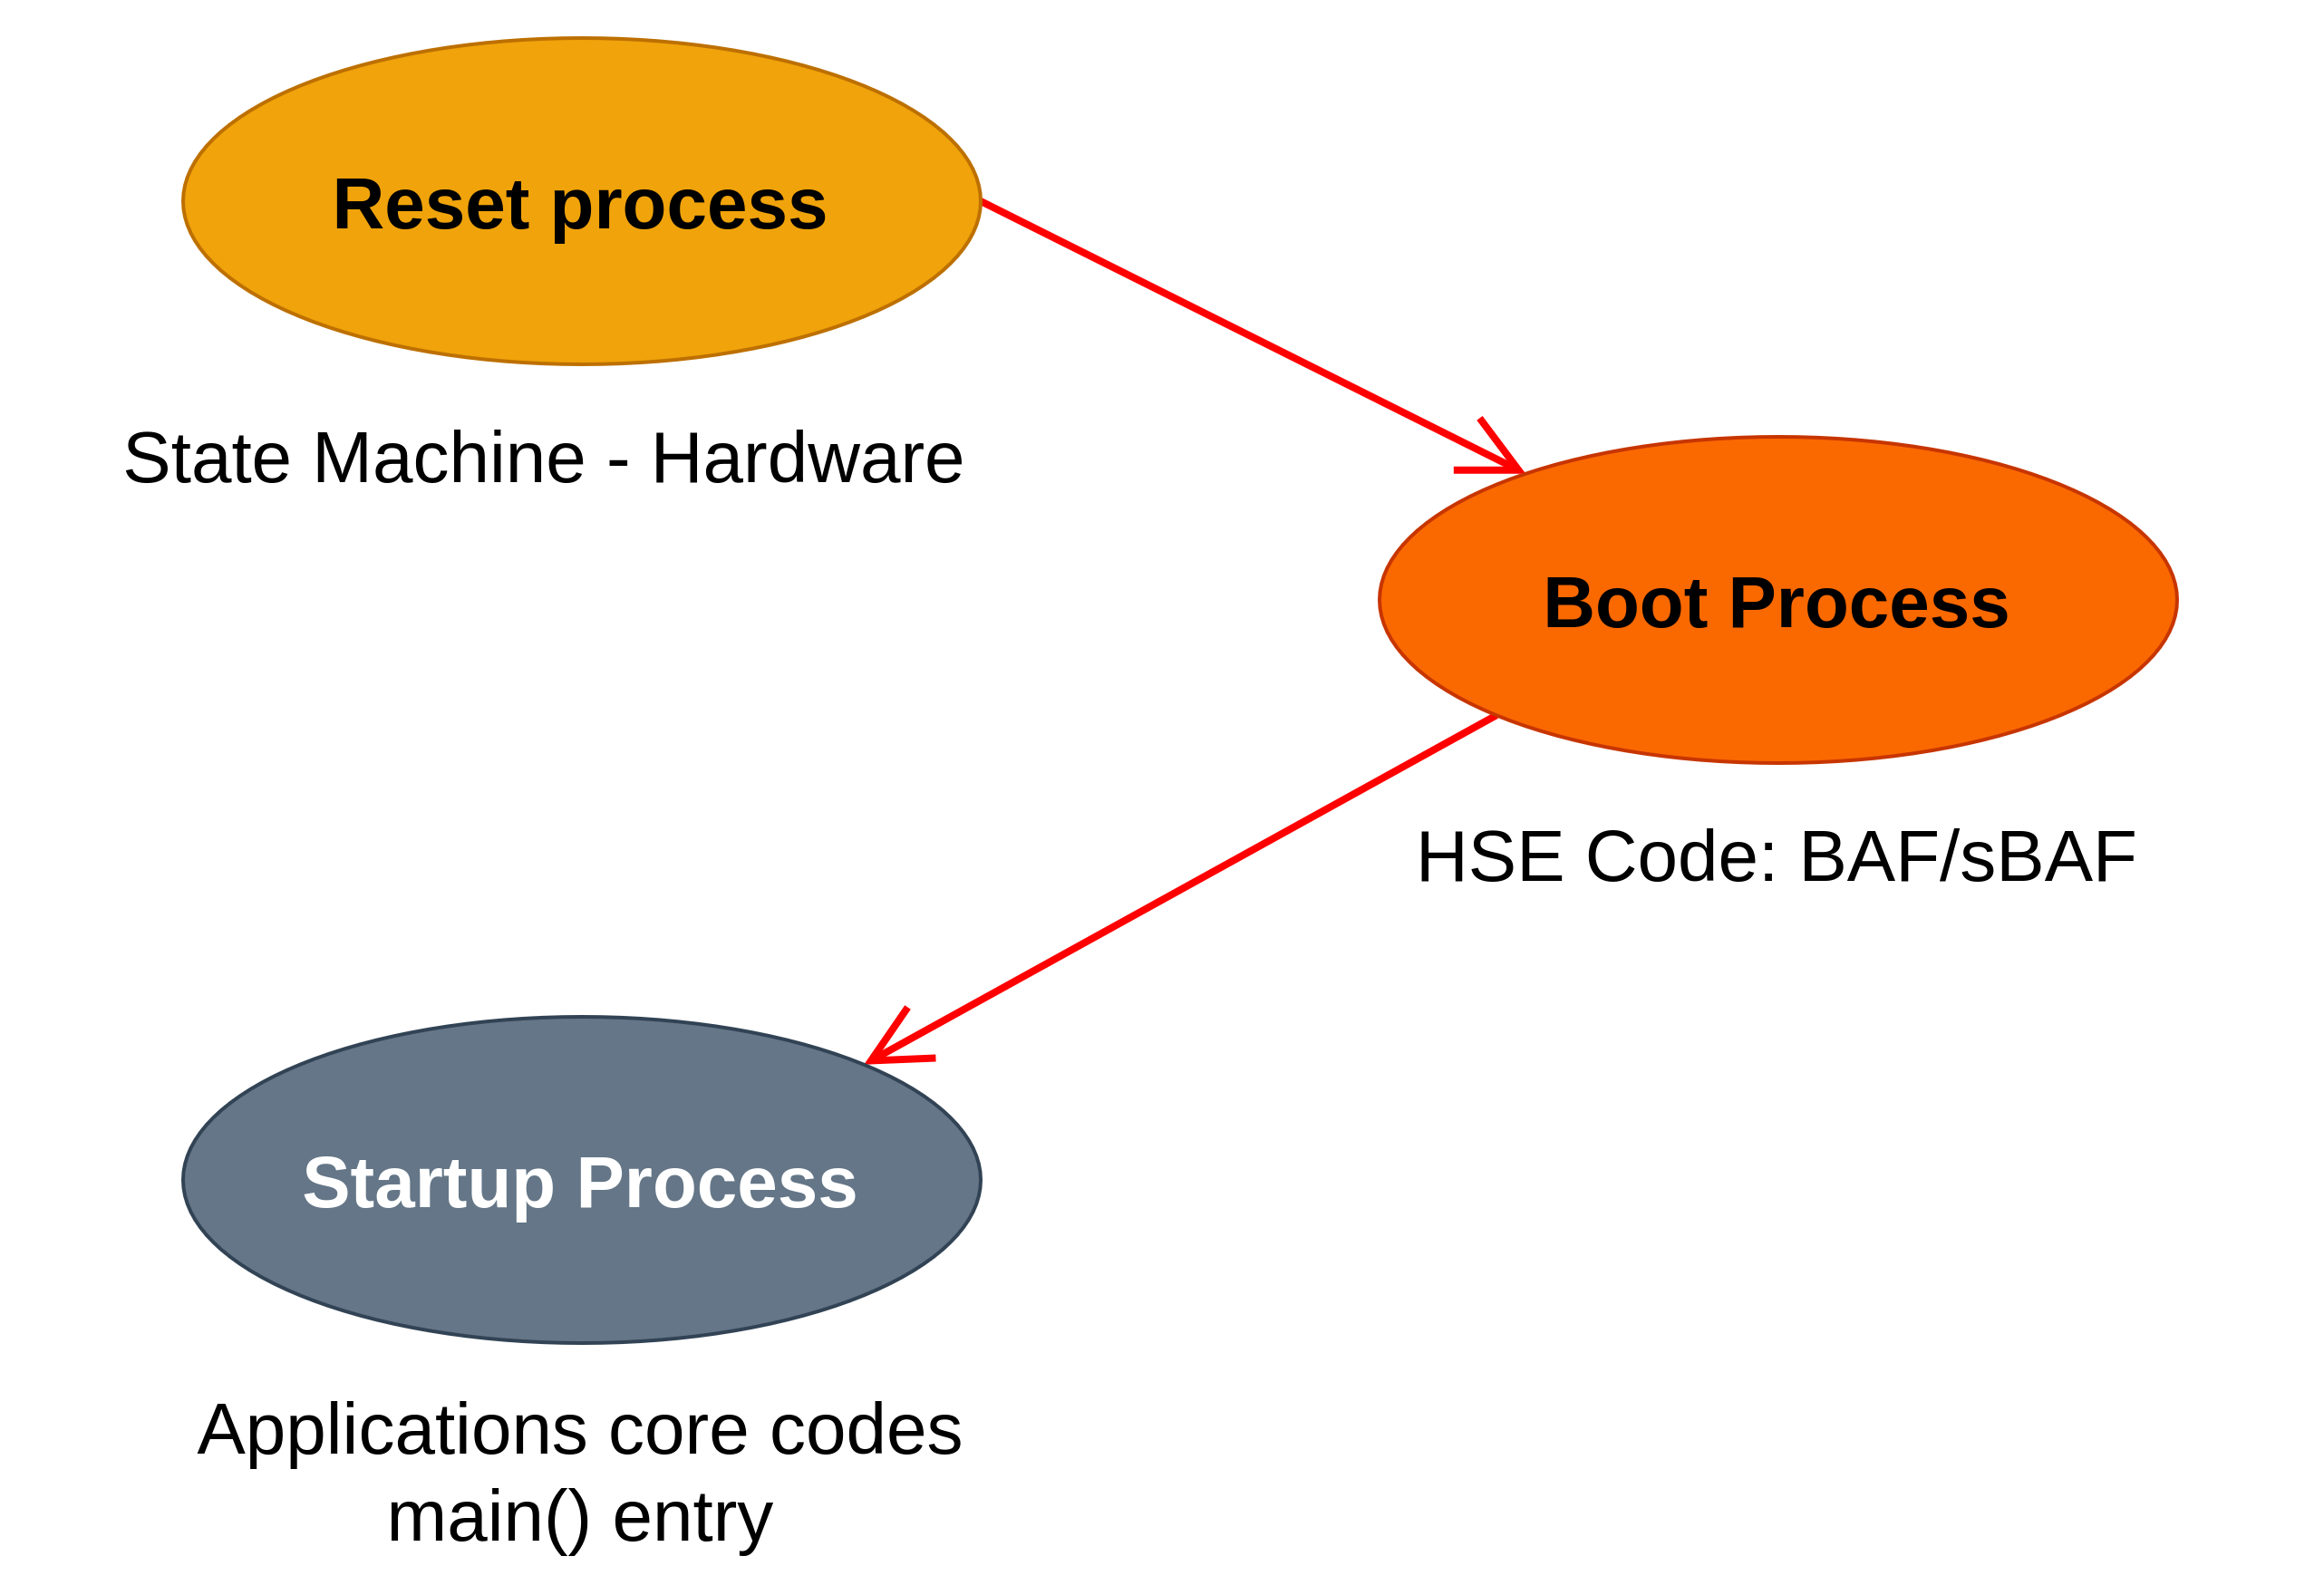 Reset process
State Machine - Hardware
Boot Process
HSE Code: BAF/sBAF
Startup Process
Applications core codes
main() entry